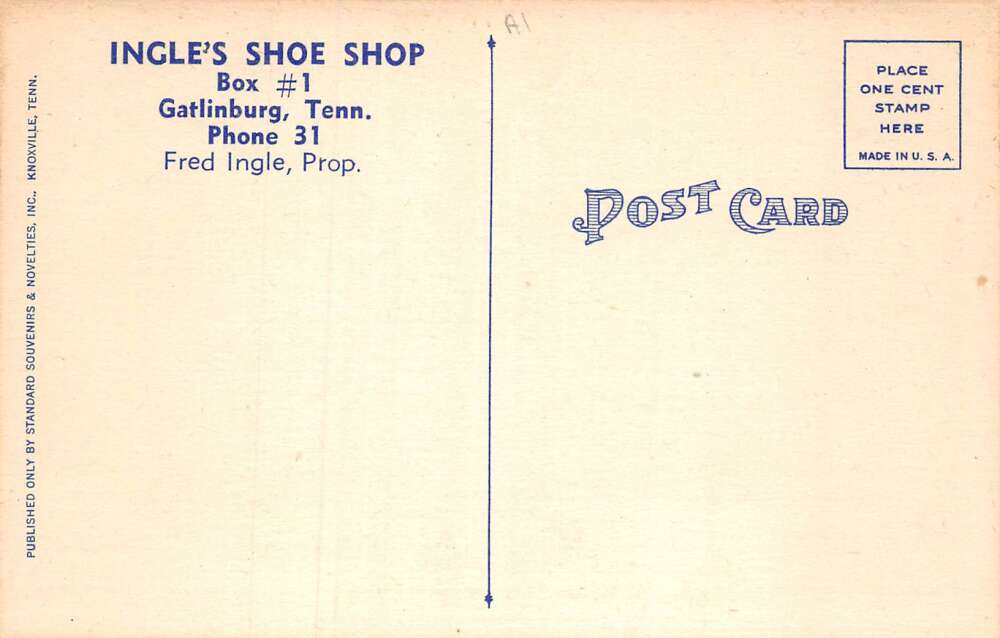 A1
INGLE'S SHOE SHOP
Box #1
Gatlinburg, Tenn.
Phone 31
Fred Ingle, Prop.
PLACE
ONE CENT
STAMP
HERE
MADE IN U. S. A.
POST CARD
PUBLISHED ONLY BY STANDARD SOUVENIRS & NOVELTIES, INC., KNOXVILLE, TENN.